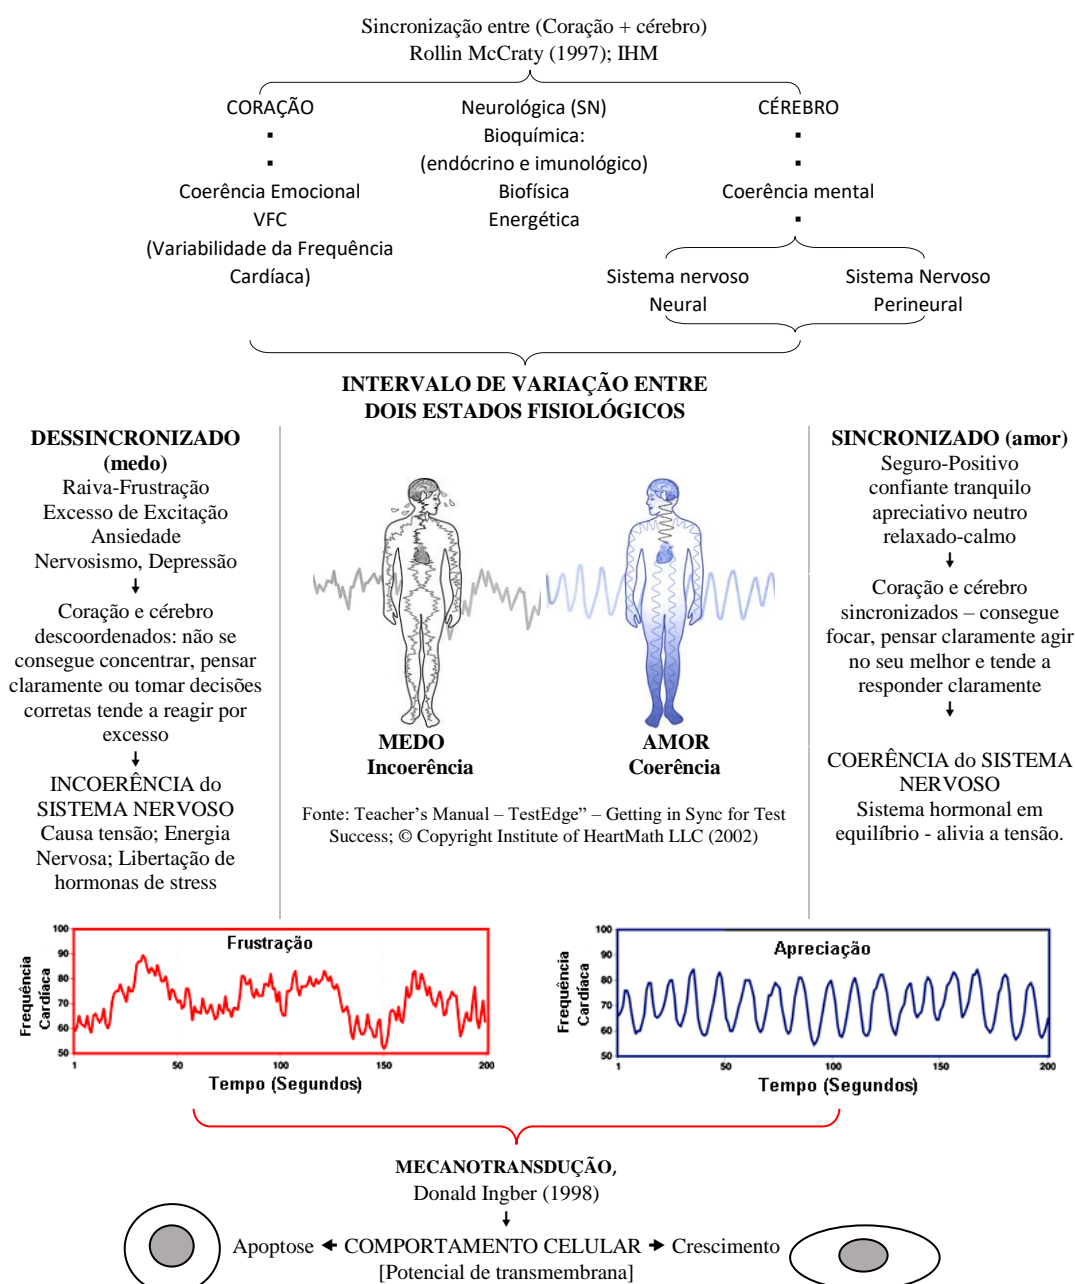 Sincronização entre (Coração + cérebro)
Rollin McCraty (1997); IHM
CORAÇÃO
Coerência Emocional
VFC
(Variabilidade da Frequência
Cardíaca)
Neurológica (SN)
Bioquímica:
(endócrino e imunológico)
Biofísica
Energética
CÉREBRO
Coerência mental
Sistema nervoso
Neural
Sistema Nervoso
Perineural
INTERVALO DE VARIAÇÃO ENTRE
DOIS ESTADOS FISIOLÓGICOS
DESSINCRONIZADO
(medo)
Raiva-Frustração
Excesso de Excitação
Ansiedade
Nervosismo, Depressão
Coração e cérebro
descoordenados: não se
consegue concentrar, pensar
claramente ou tomar decisões
corretas tende a reagir por
excesso
INCOERÊNCIA do
SISTEMA NERVOSO
Causa tensão; Energia
Nervosa; Libertação de
hormonas de stress
MEDO
Incoerência
AMOR
Coerência
Fonte: Teacher’s Manual – TestEdge” – Getting in Sync for Test
Success; © Copyright Institute of HeartMath LLC (2002)
SINCRONIZADO (amor)
Seguro-Positivo
confiante tranquilo
apreciativo neutro
relaxado-calmo
Coração e cérebro
sincronizados – consegue
focar, pensar claramente agir
no seu melhor e tende a
responder claramente
COERÊNCIA do SISTEMA
NERVOSO
Sistema hormonal em
equilíbrio - alivia a tensão.
Frustração
Frequência
Cardíaca
100
90
80
70
60
50
1
50
100
150
200
Tempo (Segundos)
Apreciação
Frequência
Cardíaca
100
90
80
70
60
50
1
50
100
150
200
Tempo (Segundos)
MECANOTRANSDUÇÃO,
Donald Ingber (1998)
Apoptose COMPORTAMENTO CELULAR Crescimento
[Potencial de transmembrana]